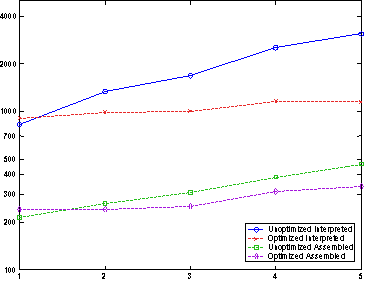 4000
2000
1000
700
500
400
300
200
100
1 2 3 4 5
Unoptimized Interpreted
Optimized Interpreted
Unoptimized Assembled
Optimized Assembled